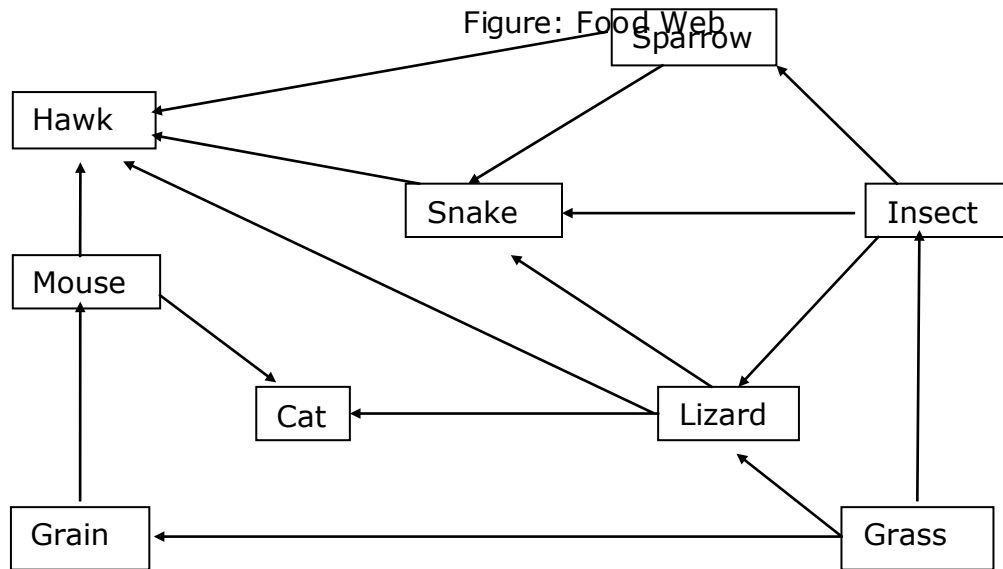 Figure: Food Web
Sparrow
Hawk
Snake
Insect
Mouse
Cat
Lizard
Grain
Grass